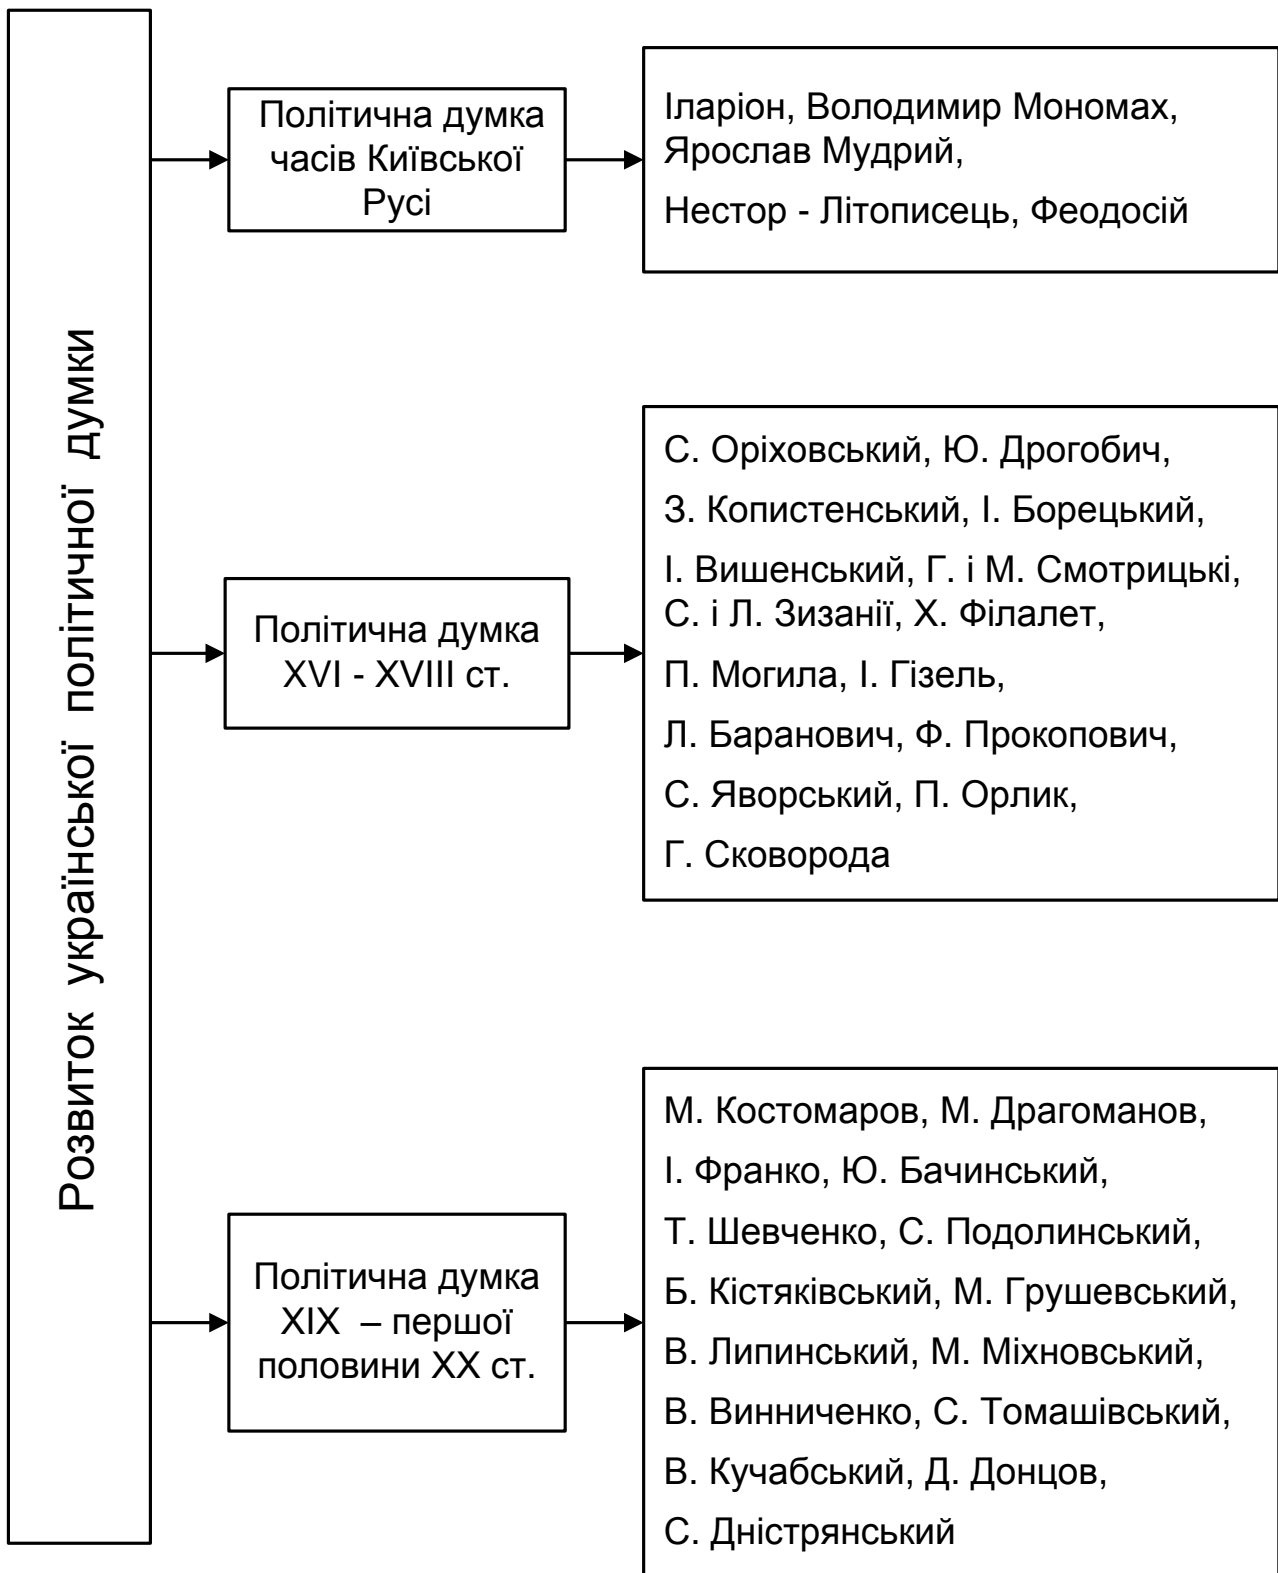 Розвиток української політичної думки
Політична думка
часів Київської
Русі
Іларіон, Володимир Мономах,
Ярослав Мудрий,
Нестор - Літописець, Феодосій
Політична думка
XVI - XVIII ст.
С. Оріховський, Ю. Дрогобич,
З. Копистенський, І. Борецький,
І. Вишенський, Г. і М. Смотрицькі,
С. і Л. Зизанії, Х. Філалет,
П. Могила, І. Гізель,
Л. Баранович, Ф. Прокопович,
С. Яворський, П. Орлик,
Г. Сковорода
Політична думка
XIX – першої
половини XX ст.
М. Костомаров, М. Драгоманов,
І. Франко, Ю. Бачинський,
Т. Шевченко, С. Подолинський,
Б. Кістяківський, М. Грушевський,
В. Липинський, М. Міхновський,
В. Винниченко, С. Томашівський,
В. Кучабський, Д. Донцов,
С. Дністрянський